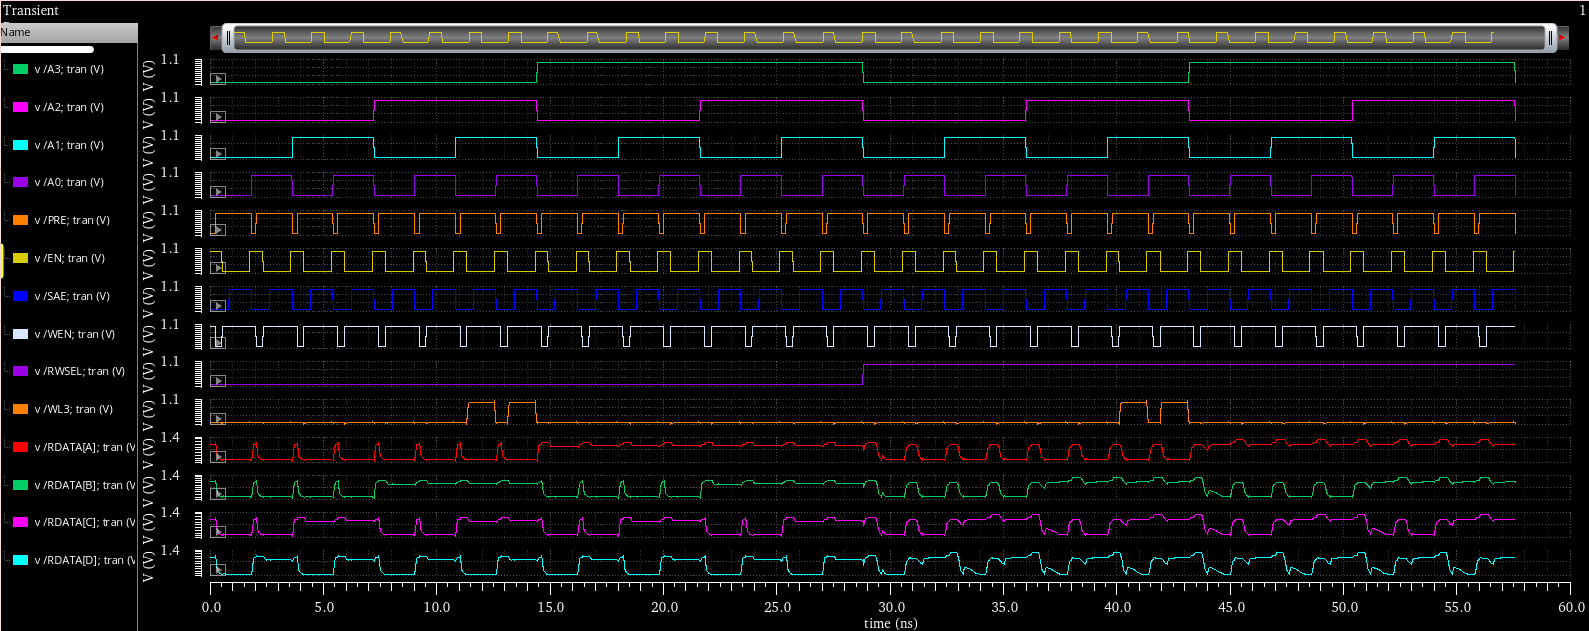 Transient
1
Name
v /A3; tran (V)
V (V)
1.1
v /A2; tran (V)
V (V)
1.1
v /A1; tran (V)
V (V)
1.1
v /A0; tran (V)
V (V)
1.1
v /PRE; tran (V)
V (V)
1.1
v /EN; tran (V)
V (V)
1.1
v /SAE; tran (V)
V (V)
1.1
v /WEN; tran (V)
V (V)
1.1
v /RWSEL; tran (V)
V (V)
1.1
v /WL3; tran (V)
V (V)
1.1
v /RDATA[A]; tran (V
V (V)
1.4
v /RDATA[B]; tran (V
V (V)
1.4
v /RDATA[C]; tran (V
V (V)
1.4
v /RDATA[D]; tran (V
V (V)
1.4
0.0 5.0 10.0 15.0 20.0 25.0 30.0 35.0 40.0 45.0 50.0 55.0 60.0
time (ns)